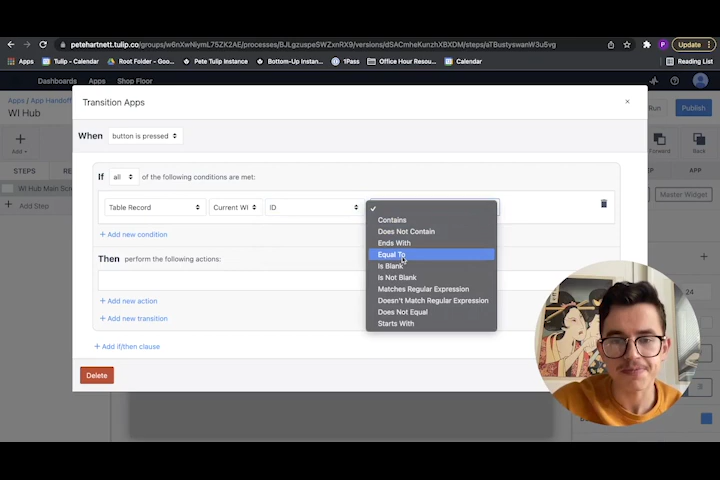 petehartnett.tulip.co/groups/w6nXwNiymL75ZK2AE/processes/BJLgzuspeSWZxnRX9/versions/dSACmheKunzhXBXDM/steps/aTBustyswanW3u5vg
Update
Apps
Tulip - Calendar
Root Folder - Goo...
Pete Tulip Instance
Bottom-Up Instan...
1Pass
Office Hour Resou...
Calendar
Reading List
Dashboards Apps Shop Floor
Apps / App Handoff
WI Hub
Run
Publish
Add
Forward
Back
STEPS
APP
WI Hub Main Scre
Master Widget
Add Step
24
Transition Apps
When button is pressed
If all of the following conditions are met:
Table Record Current WI ID
Contains
Does Not Contain
Ends With
Equal To
Is Blank
Is Not Blank
Matches Regular Expression
Doesn't Match Regular Expression
Does Not Equal
Starts With
+ Add new condition
Then perform the following actions:
+ Add new action
+ Add new transition
+ Add if/then clause
Delete